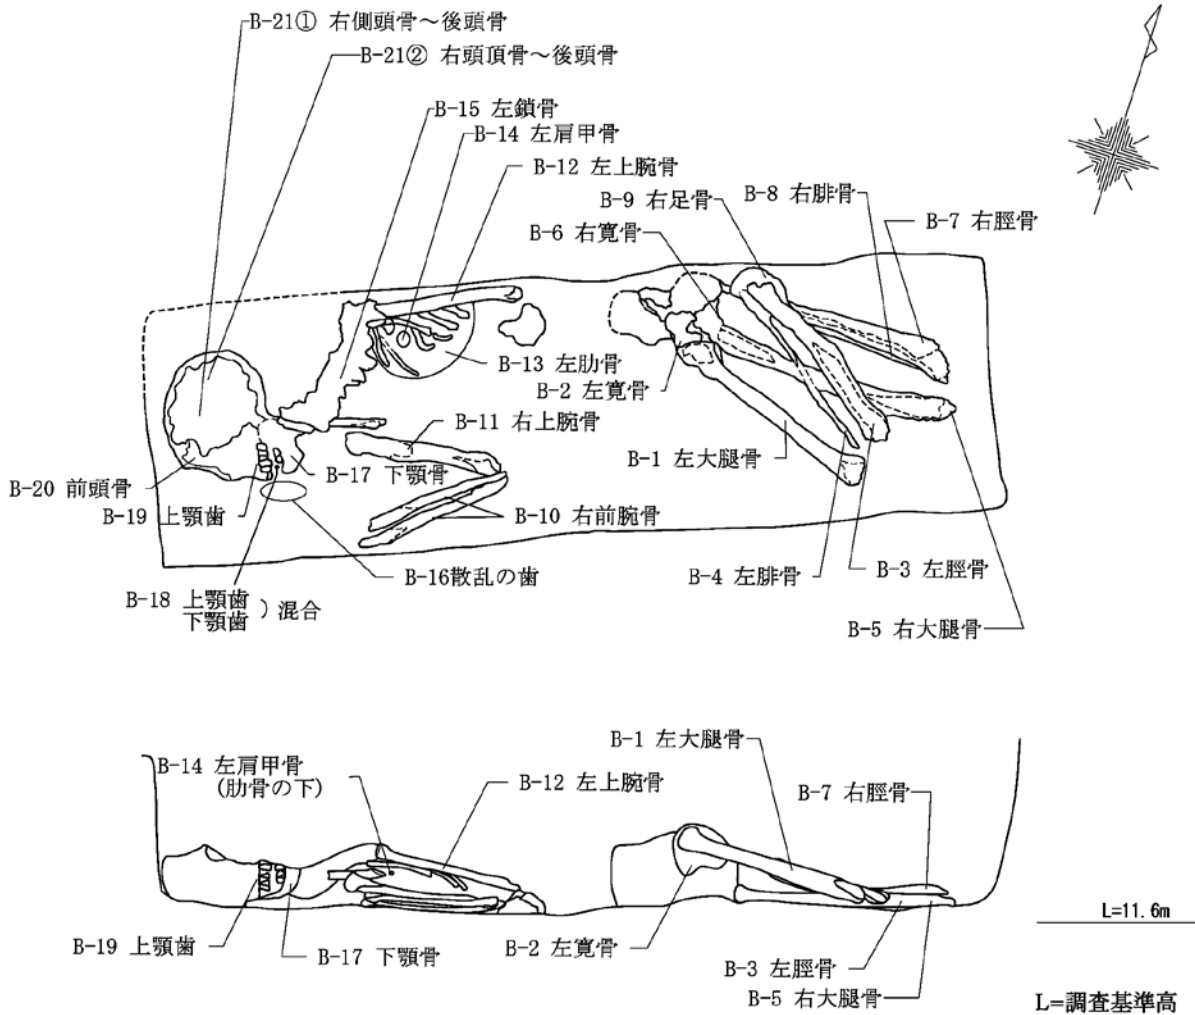 B-21① 右側頭骨～後頭骨
B-21② 右頭頂骨～後頭骨
B-15 左鎖骨
B-14 左肩甲骨
B-12 左上腕骨
B-9 右足骨
B-8 右腓骨
B-7 右脛骨
B-6 右寛骨
B-13 左肋骨
B-2 左寛骨
B-11 右上腕骨
B-1 左大腿骨
B-17 下顎骨
B-20 前頭骨
B-19 上顎歯
B-10 右前腕骨
B-16散乱の歯
B-4 左腓骨
B-3 左脛骨
B-18 上顎歯
下顎歯 ) 混合
B-5 右大腿骨
B-1 左大腿骨
B-14 左肩甲骨
(肋骨の下)
B-12 左上腕骨
B-7 右脛骨
L=11.6m
B-19 上顎歯
B-17 下顎骨
B-2 左寛骨
B-3 左脛骨
B-5 右大腿骨
L=調査基準高